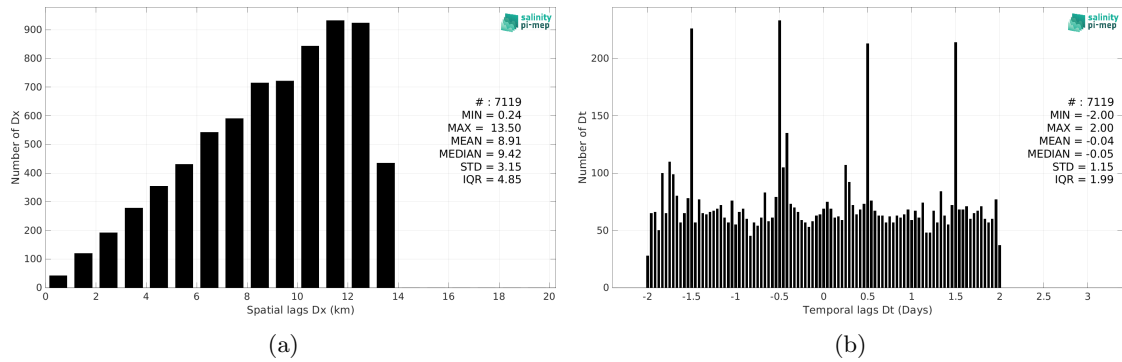 salinity
pi-mep
Number of Dx
900
800
700
600
500
400
300
200
100
0
# : 7119
MIN = 0.24
MAX = 13.50
MEAN = 8.91
MEDIAN = 9.42
STD = 3.15
IQR = 4.85
0 2 4 6 8 10 12 14 16 18 20
Spatial lags Dx (km)
(a)
salinity
pi-mep
Number of Dt
200
150
100
50
0
# : 7119
MIN = -2.00
MAX = 2.00
MEAN = -0.04
MEDIAN = -0.05
STD = 1.15
IQR = 1.99
-2 -1.5 -1 -0.5 0 0.5 1 1.5 2 2.5 3
Temporal lags Dt (Days)
(b)